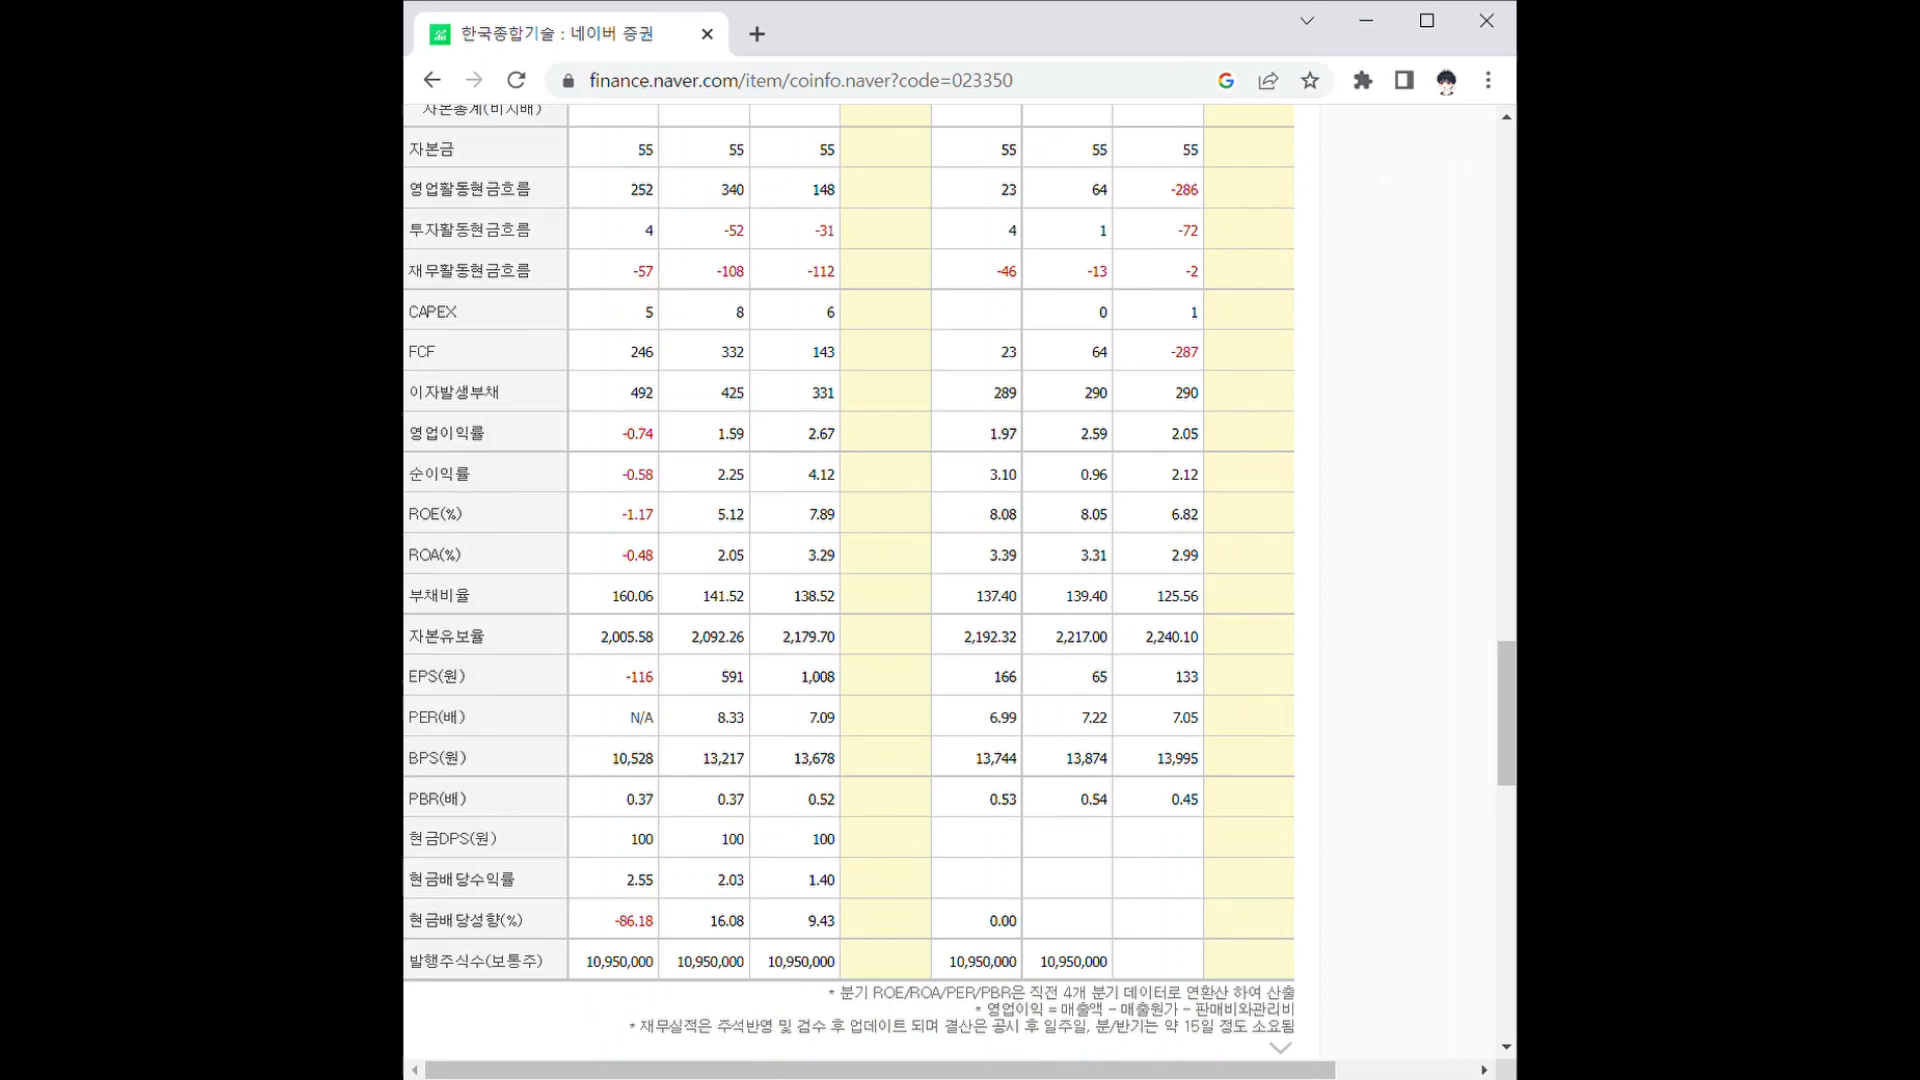 한국종합기술 : 네이버 증권
finance.naver.com/item/coinfo.naver?code=023350
자본총계(비지배)
자본금 55 55 55 55 55 55
영업활동현금흐름 252 340 148 23 64 -286
투자활동현금흐름 4 -52 -31 4 1 -72
재무활동현금흐름 -57 -108 -112 -46 -13 -2
CAPEX 5 8 6 0 1
FCF 246 332 143 23 64 -287
이자발생부채 492 425 331 289 290 290
영업이익률 -0.74 1.59 2.67 1.97 2.59 2.05
순이익률 -0.58 2.25 4.12 3.10 0.96 2.12
ROE(%) -1.17 5.12 7.89 8.08 8.05 6.82
ROA(%) -0.48 2.05 3.29 3.39 3.31 2.99
부채비율 160.06 141.52 138.52 137.40 139.40 125.56
자본유보율 2,005.58 2,092.26 2,179.70 2,192.32 2,217.00 2,240.10
EPS(원) -116 591 1,008 166 65 133
PER(배) N/A 8.33 7.09 6.99 7.22 7.05
BPS(원) 10,528 13,217 13,678 13,744 13,874 13,995
PBR(배) 0.37 0.37 0.52 0.53 0.54 0.45
현금DPS(원) 100 100 100
현금배당수익률 2.55 2.03 1.40
현금배당성향(%) -86.18 16.08 9.43 0.00
발행주식수(보통주) 10,950,000 10,950,000 10,950,000 10,950,000 10,950,000
* 분기 ROE/ROA/PER/PBR은 직전 4개 분기 데이터로 연환산 하여 산출
* 영업이익 = 매출액 - 매출원가 - 판매비와관리비
* 재무실적은 주석반영 및 검수 후 업데이트 되며 결산은 공시 후 일주일, 분/반기는 약 15일 정도 소요됨